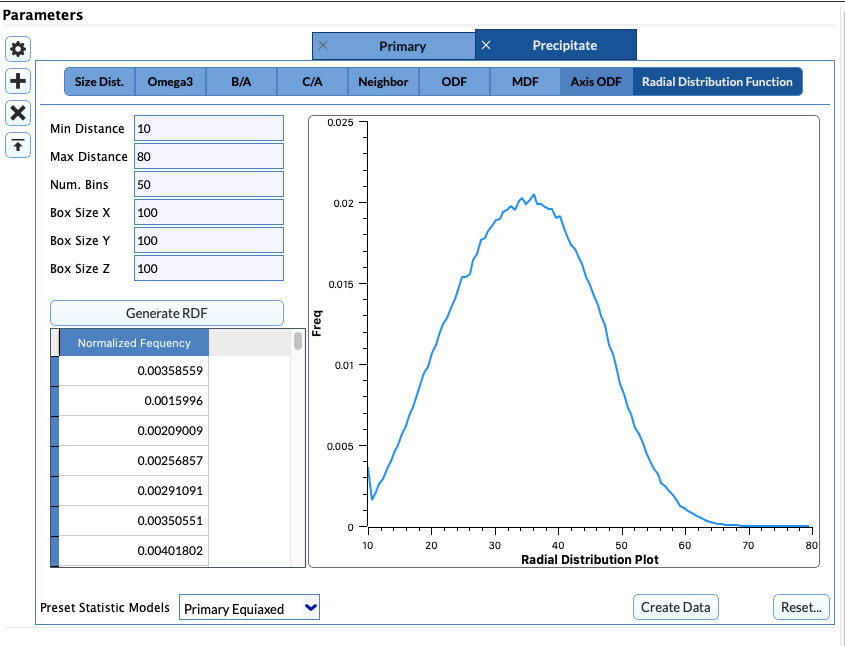 Parameters
Primary
Precipitate
Size Dist. Omega3 B/A C/A Neighbor ODF MDF Axis ODF Radial Distribution Function
Min Distance 10
Max Distance 80
Num. Bins 50
Box Size X 100
Box Size Y 100
Box Size Z 100
Generate RDF
Normalized Fequency
0.00358559
0.0015996
0.00209009
0.00256857
0.00291091
0.00350551
0.00401802
0.025
0.02
0.015
0.01
0.005
0
Freq
10 20 30 40 50 60 70 80
Radial Distribution Plot
Preset Statistic Models Primary Equiaxed Create Data Reset...